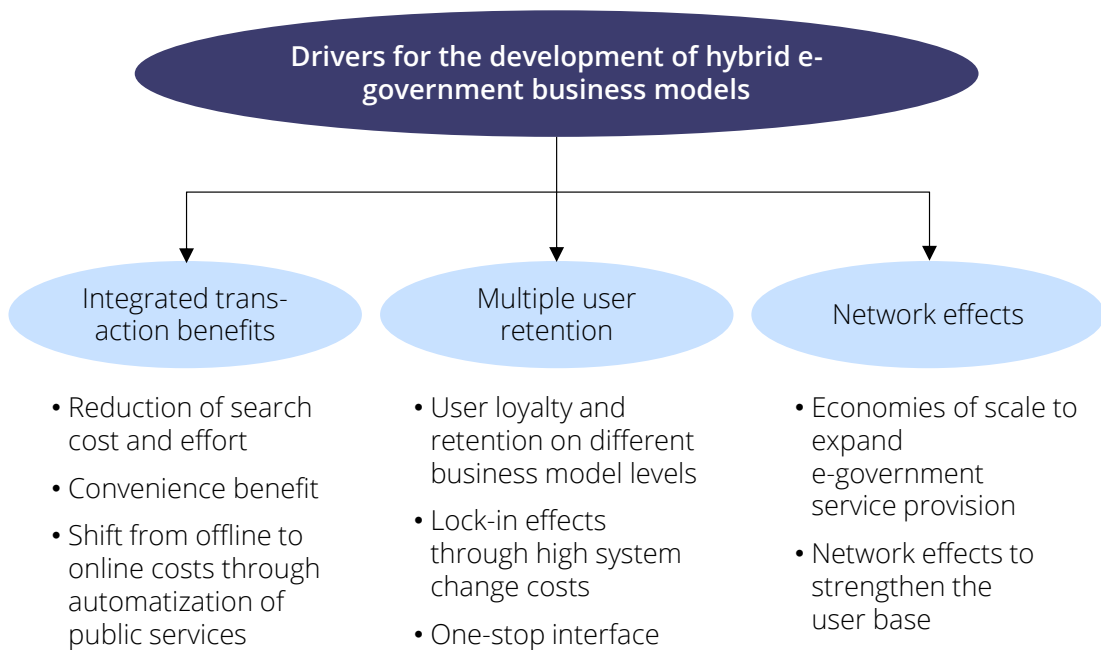 Drivers for the development of hybrid e-
government business models
Integrated trans-
action benefits
• Reduction of search
cost and effort
• Convenience benefit
• Shift from offline to
online costs through
automatization of
public services
Multiple user
retention
• User loyalty and
retention on different
business model levels
• Lock-in effects
through high system
change costs
• One-stop interface
Network effects
• Economies of scale to
expand
e-government
service provision
• Network effects to
strengthen the
user base